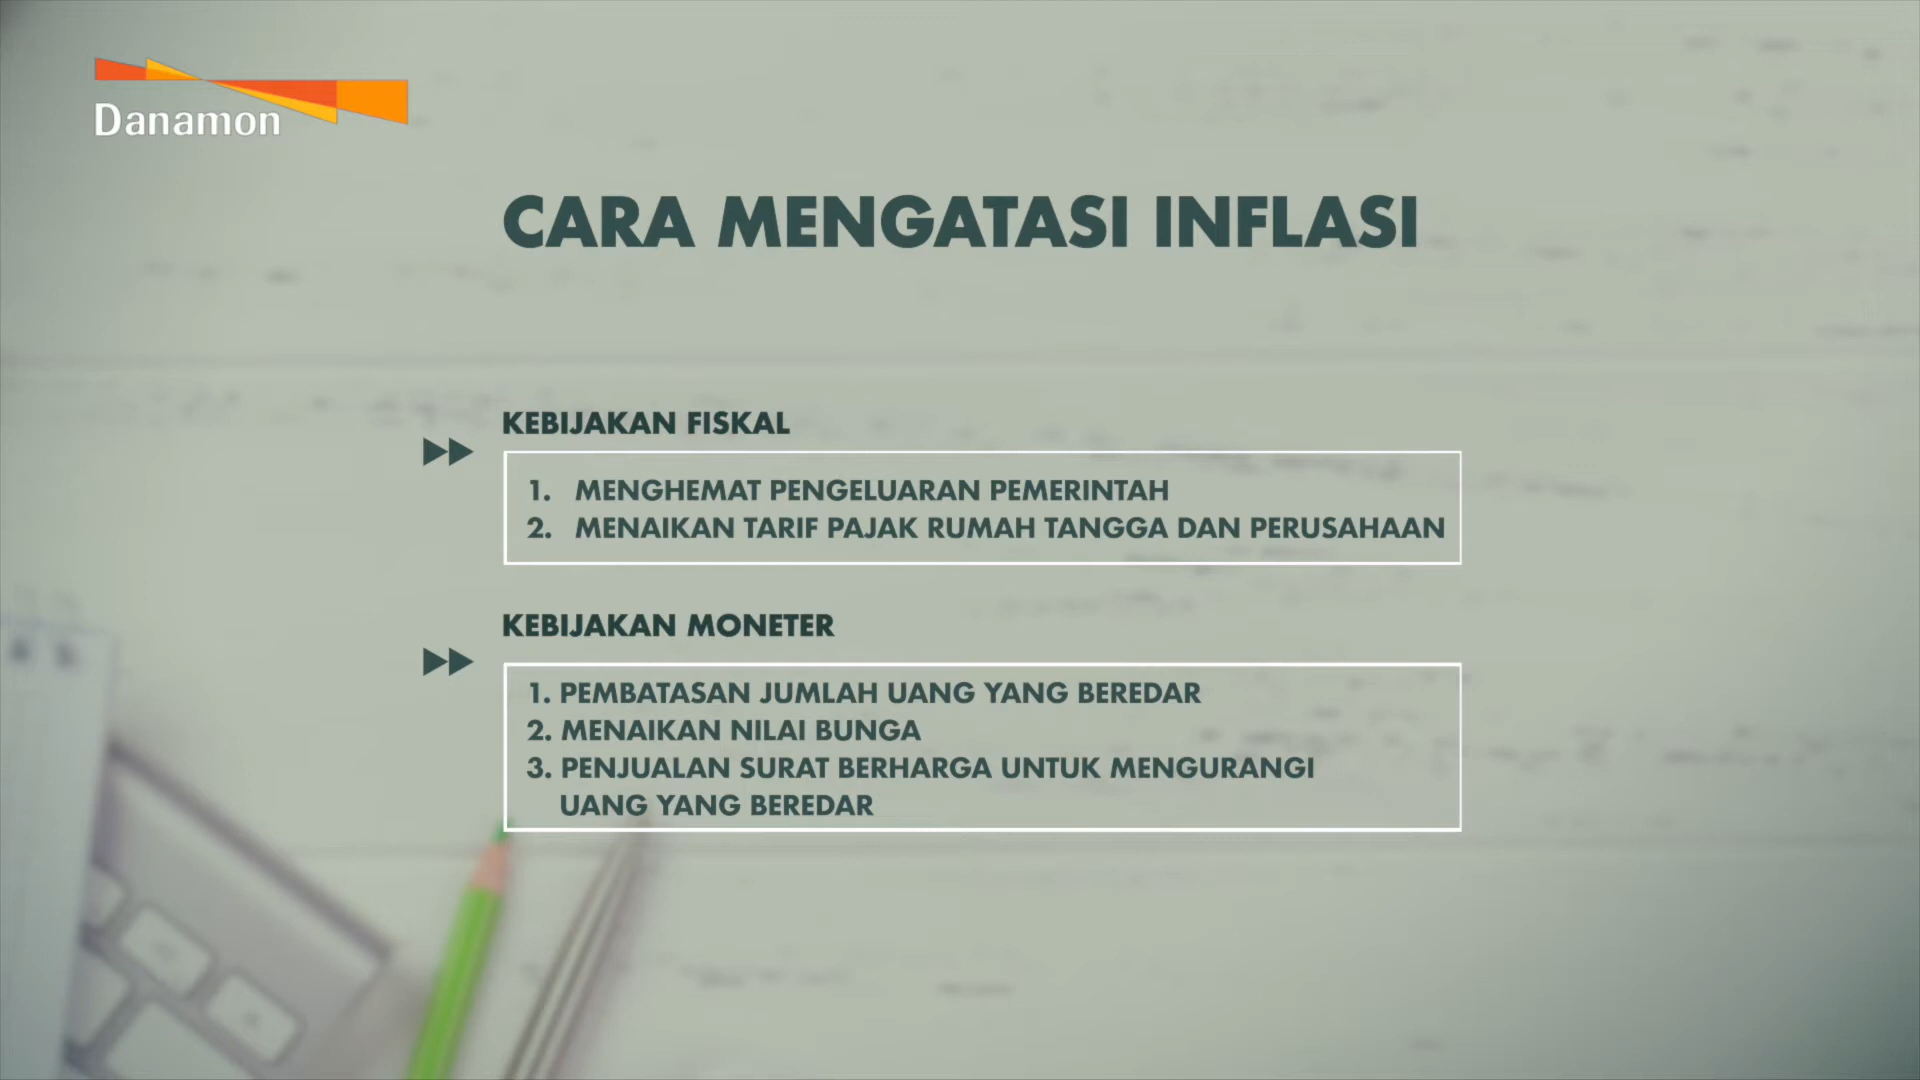 Danamon
CARA MENGATASI INFLASI
KEBIJAKAN FISKAL
1. MENGHEMAT PENGELUARAN PEMERINTAH
2. MENAIKAN TARIF PAJAK RUMAH TANGGA DAN PERUSAHAAN
KEBIJAKAN MONETER
1. PEMBATASAN JUMLAH UANG YANG BEREDAR
2. MENAIKAN NILAI BUNGA
3. PENJUALAN SURAT BERHARGA UNTUK MENGURANGI
UANG YANG BEREDAR